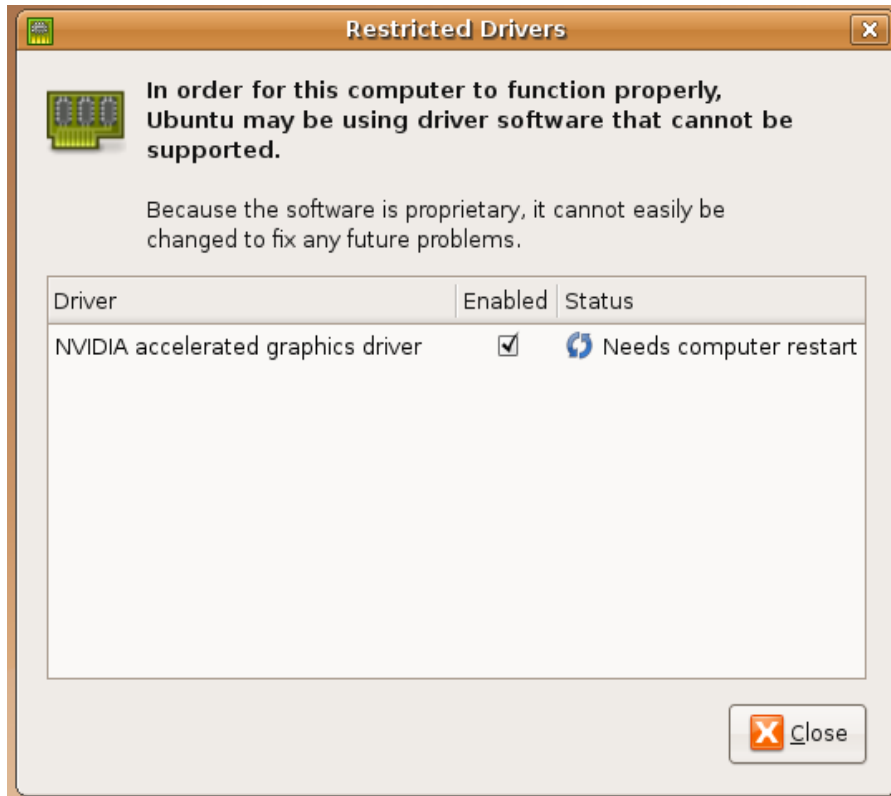 Restricted Drivers
In order for this computer to function properly,
Ubuntu may be using driver software that cannot be
supported.
Because the software is proprietary, it cannot easily be
changed to fix any future problems.
Driver Enabled Status
NVIDIA accelerated graphics driver Needs computer restart
Close